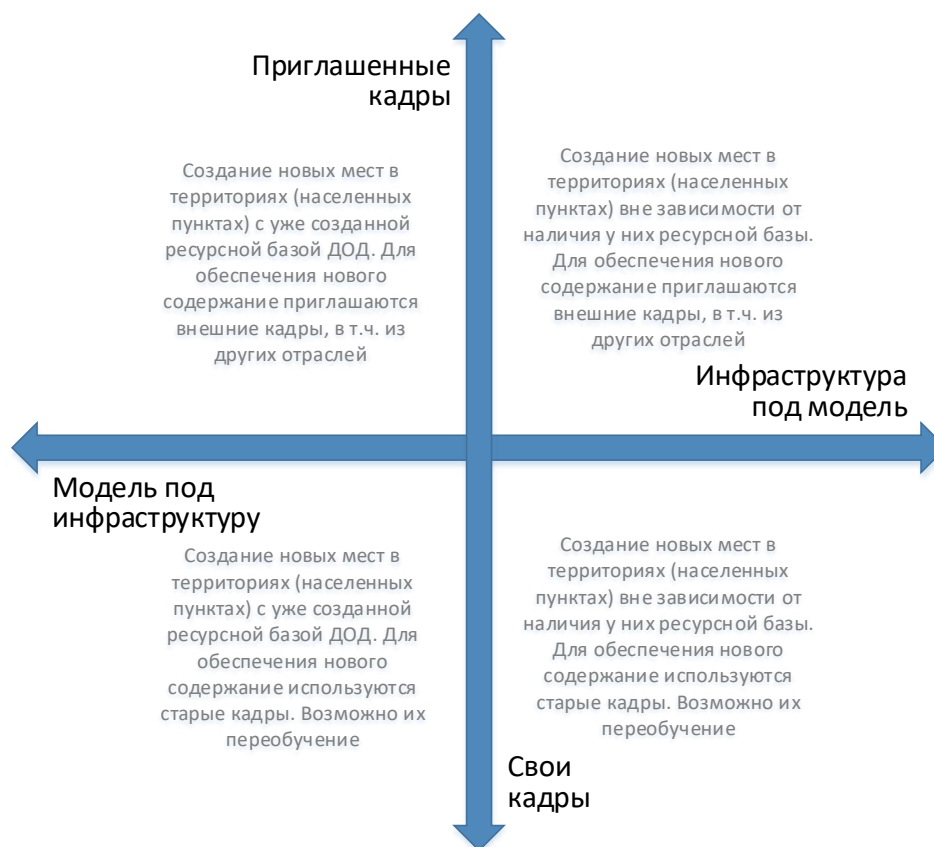 Приглашенные
кадры
Создание новых мест в
территориях (населенных
пунктах) с уже созданной
ресурсной базой ДОД. Для
обеспечения нового
содержание приглашаются
внешние кадры, в т.ч. из
других отраслей
Создание новых мест в
территориях (населенных
пунктах) вне зависимости от
наличия у них ресурсной базы.
Для обеспечения нового
содержание приглашаются
внешние кадры, в т.ч. из
других отраслей
Инфраструктура
под модель
Модель под
инфраструктуру
Создание новых мест в
территориях (населенных
пунктах) с уже созданной
ресурсной базой ДОД. Для
обеспечения нового
содержание используются
старые кадры. Возможно их
переобучение
Создание новых мест в
территориях (населенных
пунктах) вне зависимости от
наличия у них ресурсной базы.
Для обеспечения нового
содержание используются
старые кадры. Возможно их
переобучение
Свои
кадры